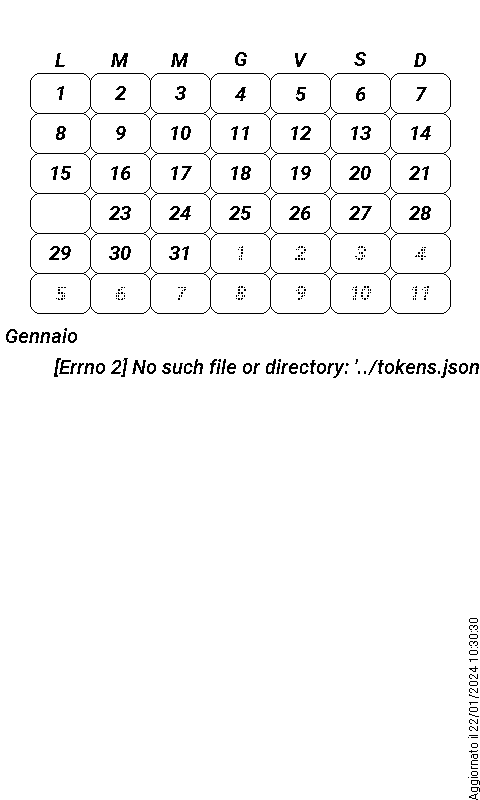 L M M G V S D
1 2 3 4 5 6 7
8 9 10 11 12 13 14
15 16 17 18 19 20 21
23 24 25 26 27 28
29 30 31 1 2 3 4
5 6 7 8 9 10 11
Gennaio
[Errno 2] No such file or directory: '../tokens.json
Aggiornato il 22/01/2024 10:30:30